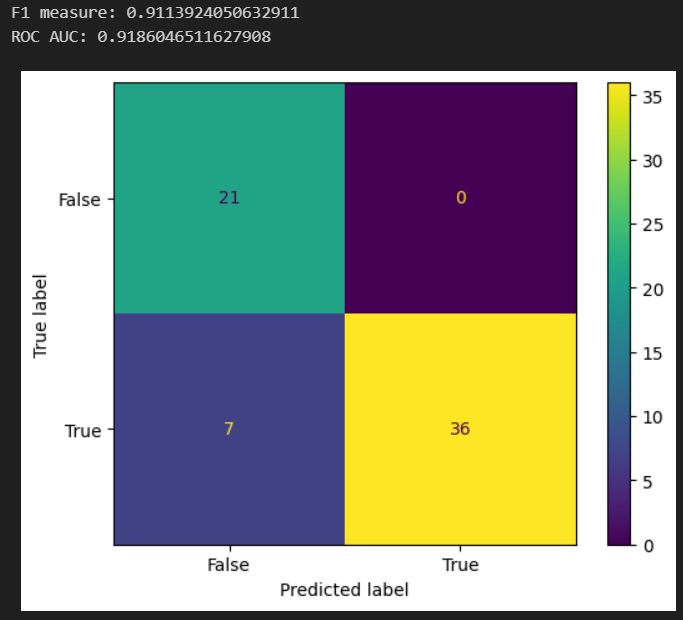 F1 measure: 0.9113924050632911
ROC AUC: 0.9186046511627908
True label
False
True
21
0
7
36
False
True
Predicted label
35
30
25
20
15
10
5
0